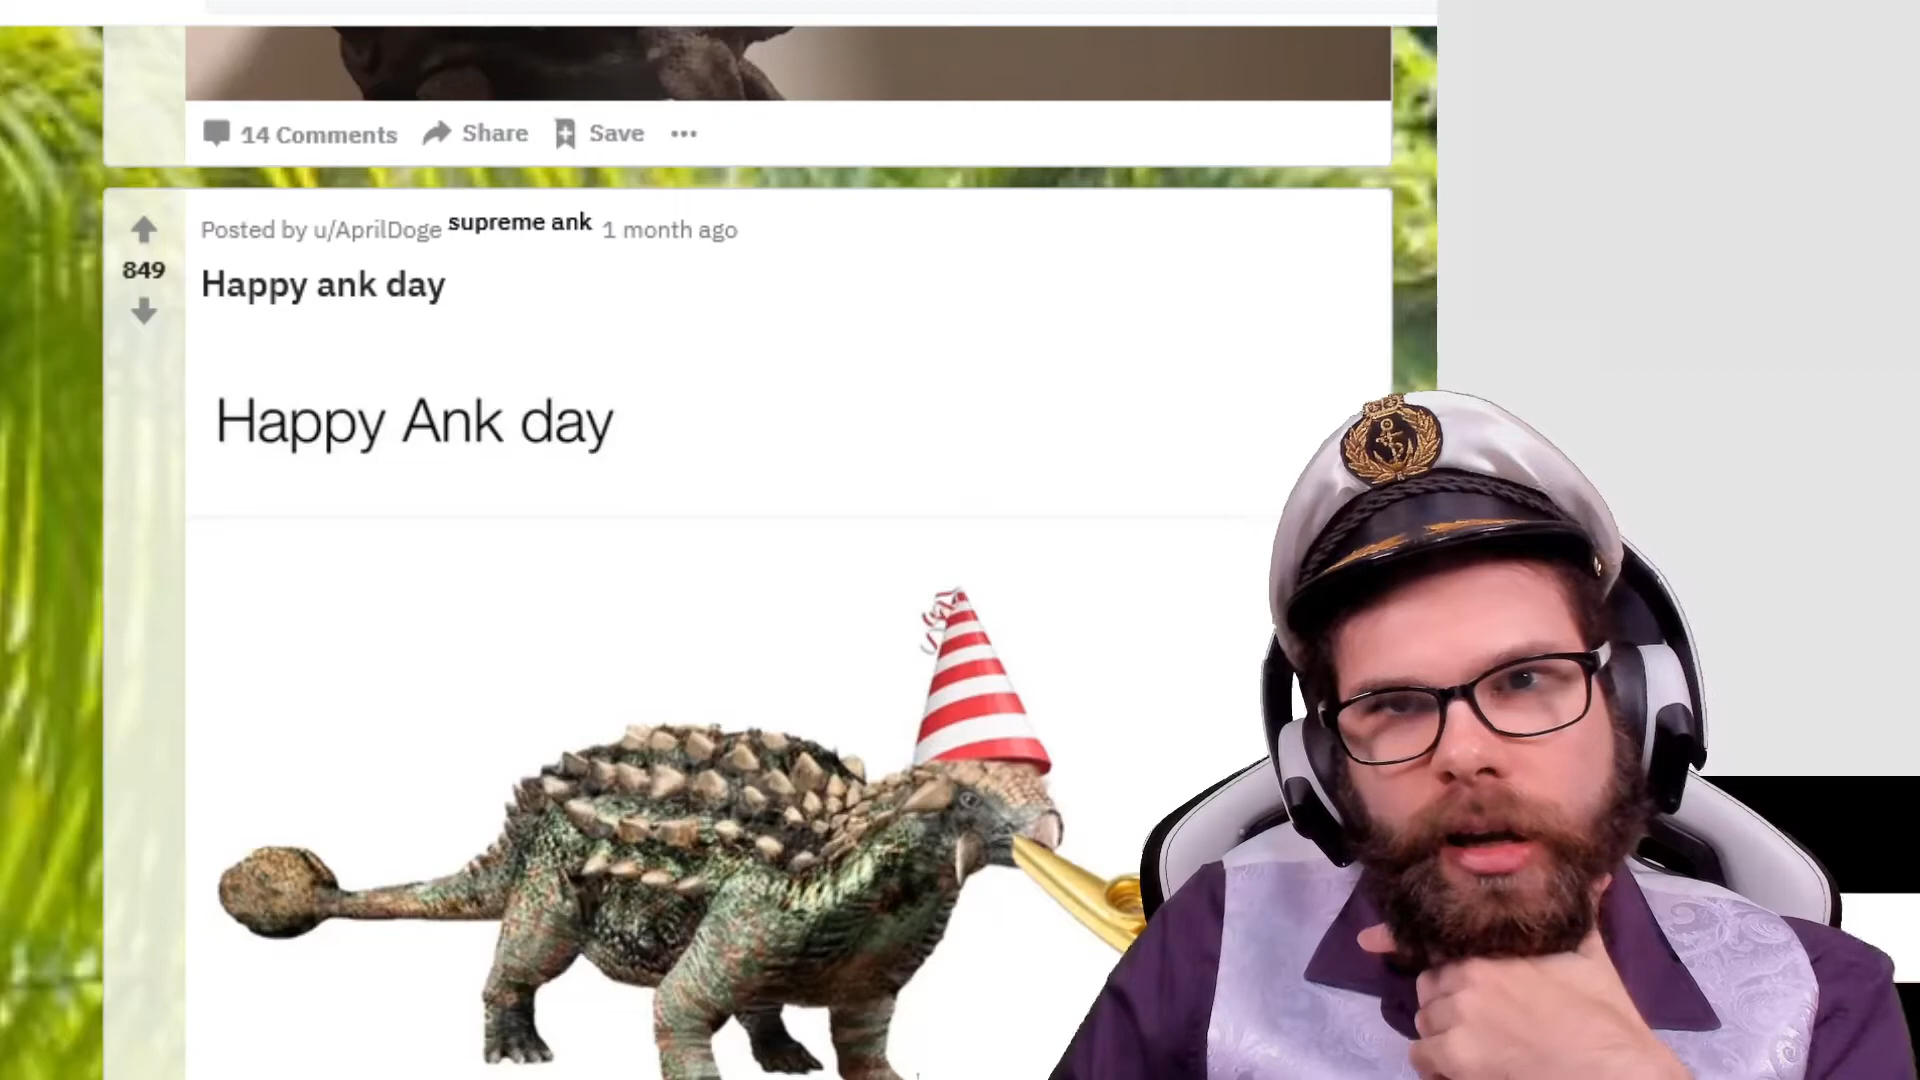 14 Comments Share Save
Posted by u/AprilDoge supreme ank 1 month ago
849
Happy ank day
Happy Ank day